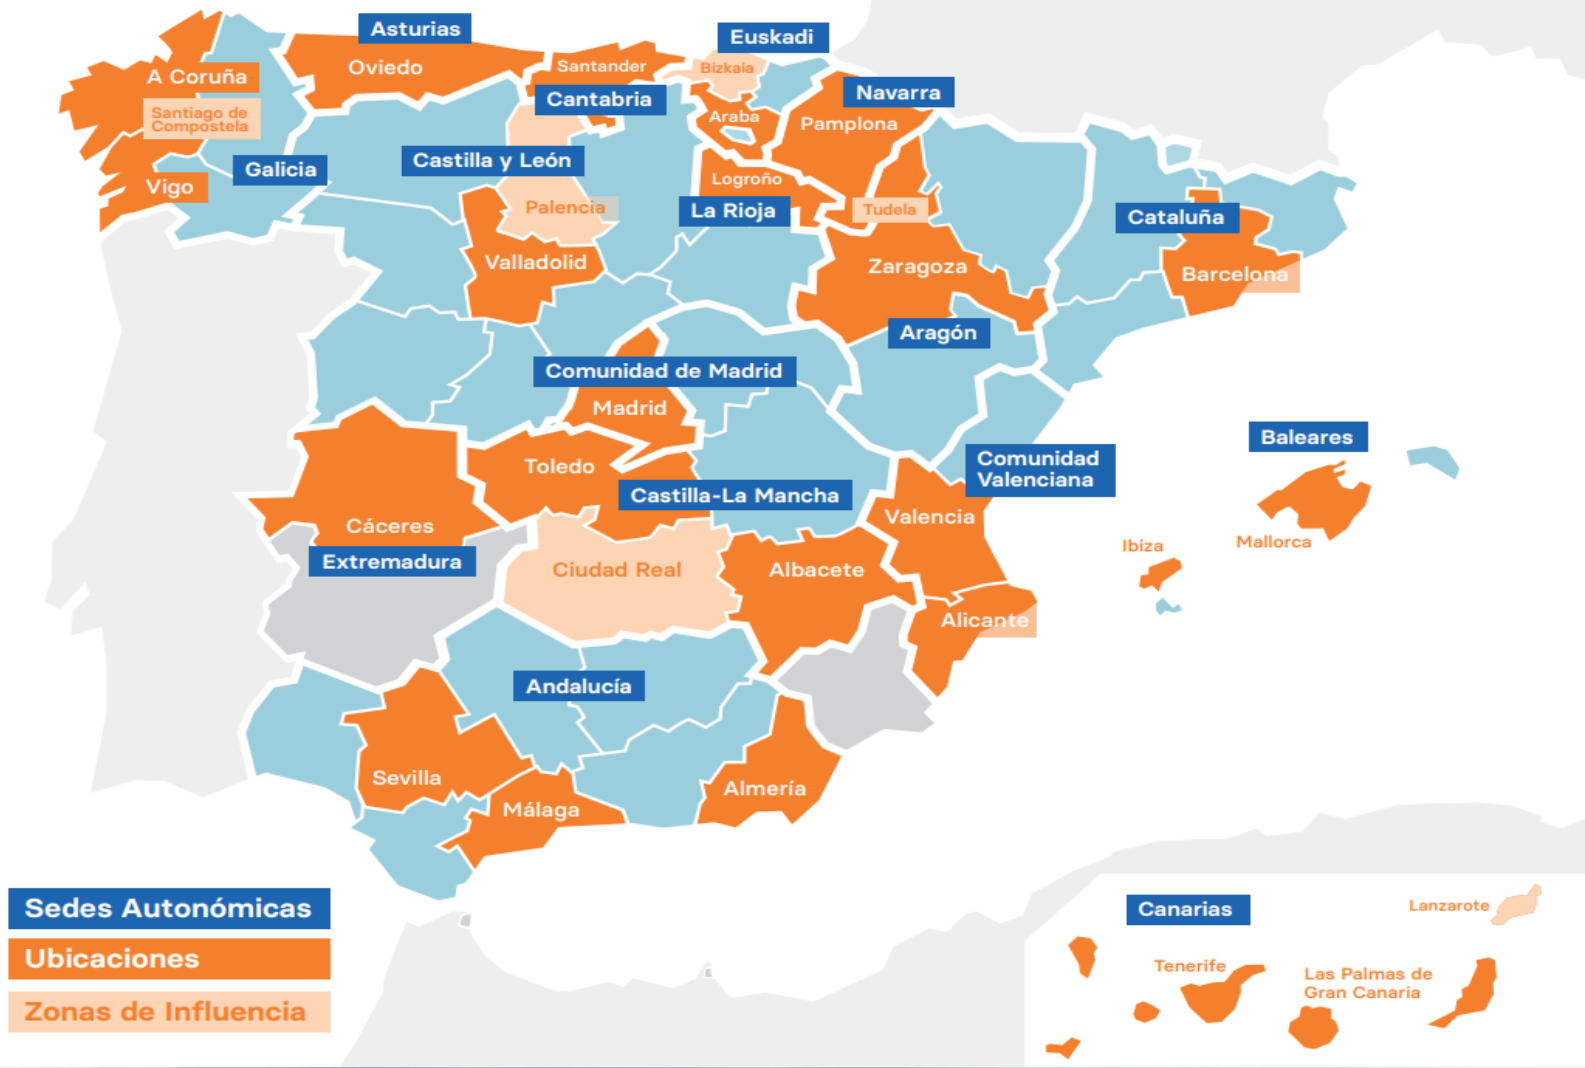 Asturias
Oviedo
A Coruña
Santiago de
Compostela
Vigo
Galicia
Santander
Cantabria
Euskadi
Bizkaia
Araba
Navarra
Pamplona
Castilla y León
Palencia
Valladolid
Logroño
La Rioja
Tudela
Zaragoza
Aragón
Cataluña
Barcelona
Comunidad de Madrid
Madrid
Toledo
Castilla-La Mancha
Comunidad
Valenciana
Valencia
Baleares
Mallorca
Ibiza
Cáceres
Extremadura
Ciudad Real
Albacete
Alicante
Andalucía
Sevilla
Málaga
Almería
Sedes Autonómicas
Ubicaciones
Zonas de Influencia
Canarias
Lanzarote
Tenerife
Las Palmas de
Gran Canaria